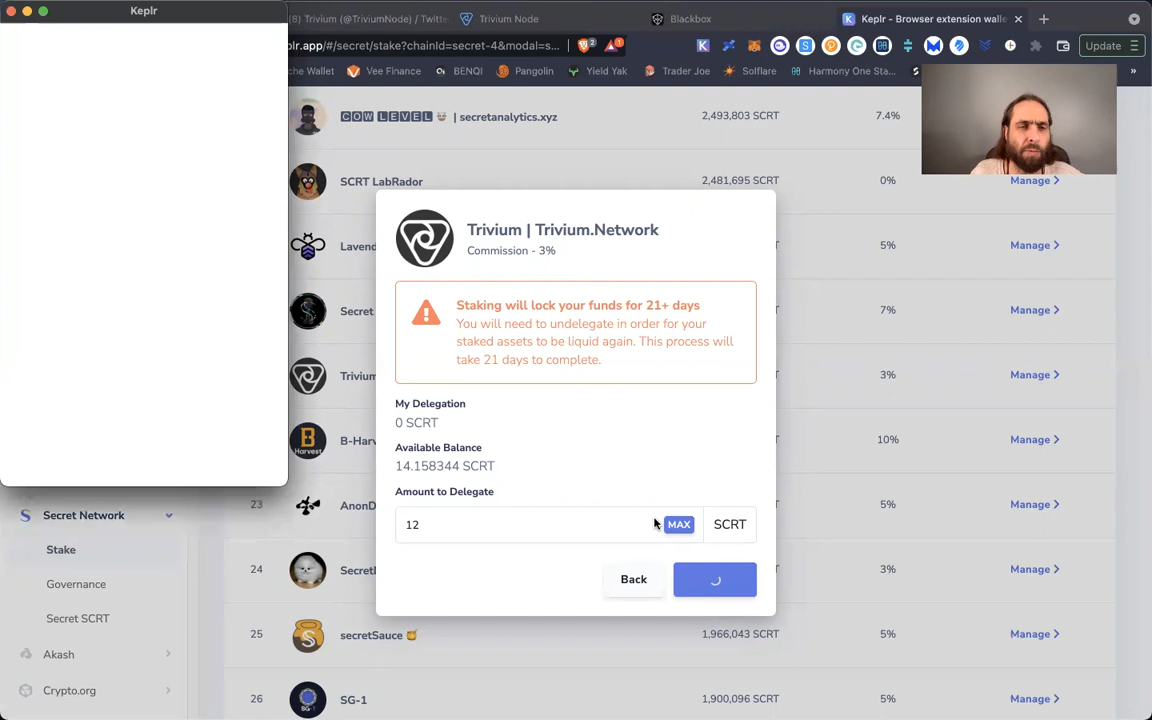 Keplr
(8) Trivium (@TriviumNode) / Twitte
Trivium Node
Blackbox
Keplr - Browser extension walle
plr.app/#/secret/stake?chainId=secret-4&modal=s...
2
1
Update
che Wallet
Vee Finance
BENQI
Pangolin
Yield Yak
Trader Joe
Solflare
Harmony One Sta...
»
COW LEVEL | secretanalytics.xyz
2,493,803 SCRT
7.4%
SCRT LabRador
2,481,695 SCRT
0%
Manage
Lavend
5%
Manage
Secret
7%
Manage
Trivium
3%
Manage
B-Harv
10%
Manage
23
AnonD
5%
Manage
24
Secret
3%
Manage
25
secretSauce
1,966,043 SCRT
5%
Manage
26
SG-1
1,900,096 SCRT
5%
Manage
B
Harvest
SG-1
Trivium | Trivium.Network
Commission - 3%
Staking will lock your funds for 21+ days
You will need to undelegate in order for your
staked assets to be liquid again. This process will
take 21 days to complete.
My Delegation
0 SCRT
Available Balance
14.158344 SCRT
Amount to Delegate
12
MAX
SCRT
Back
Secret Network
Stake
Governance
Secret SCRT
Akash
Crypto.org